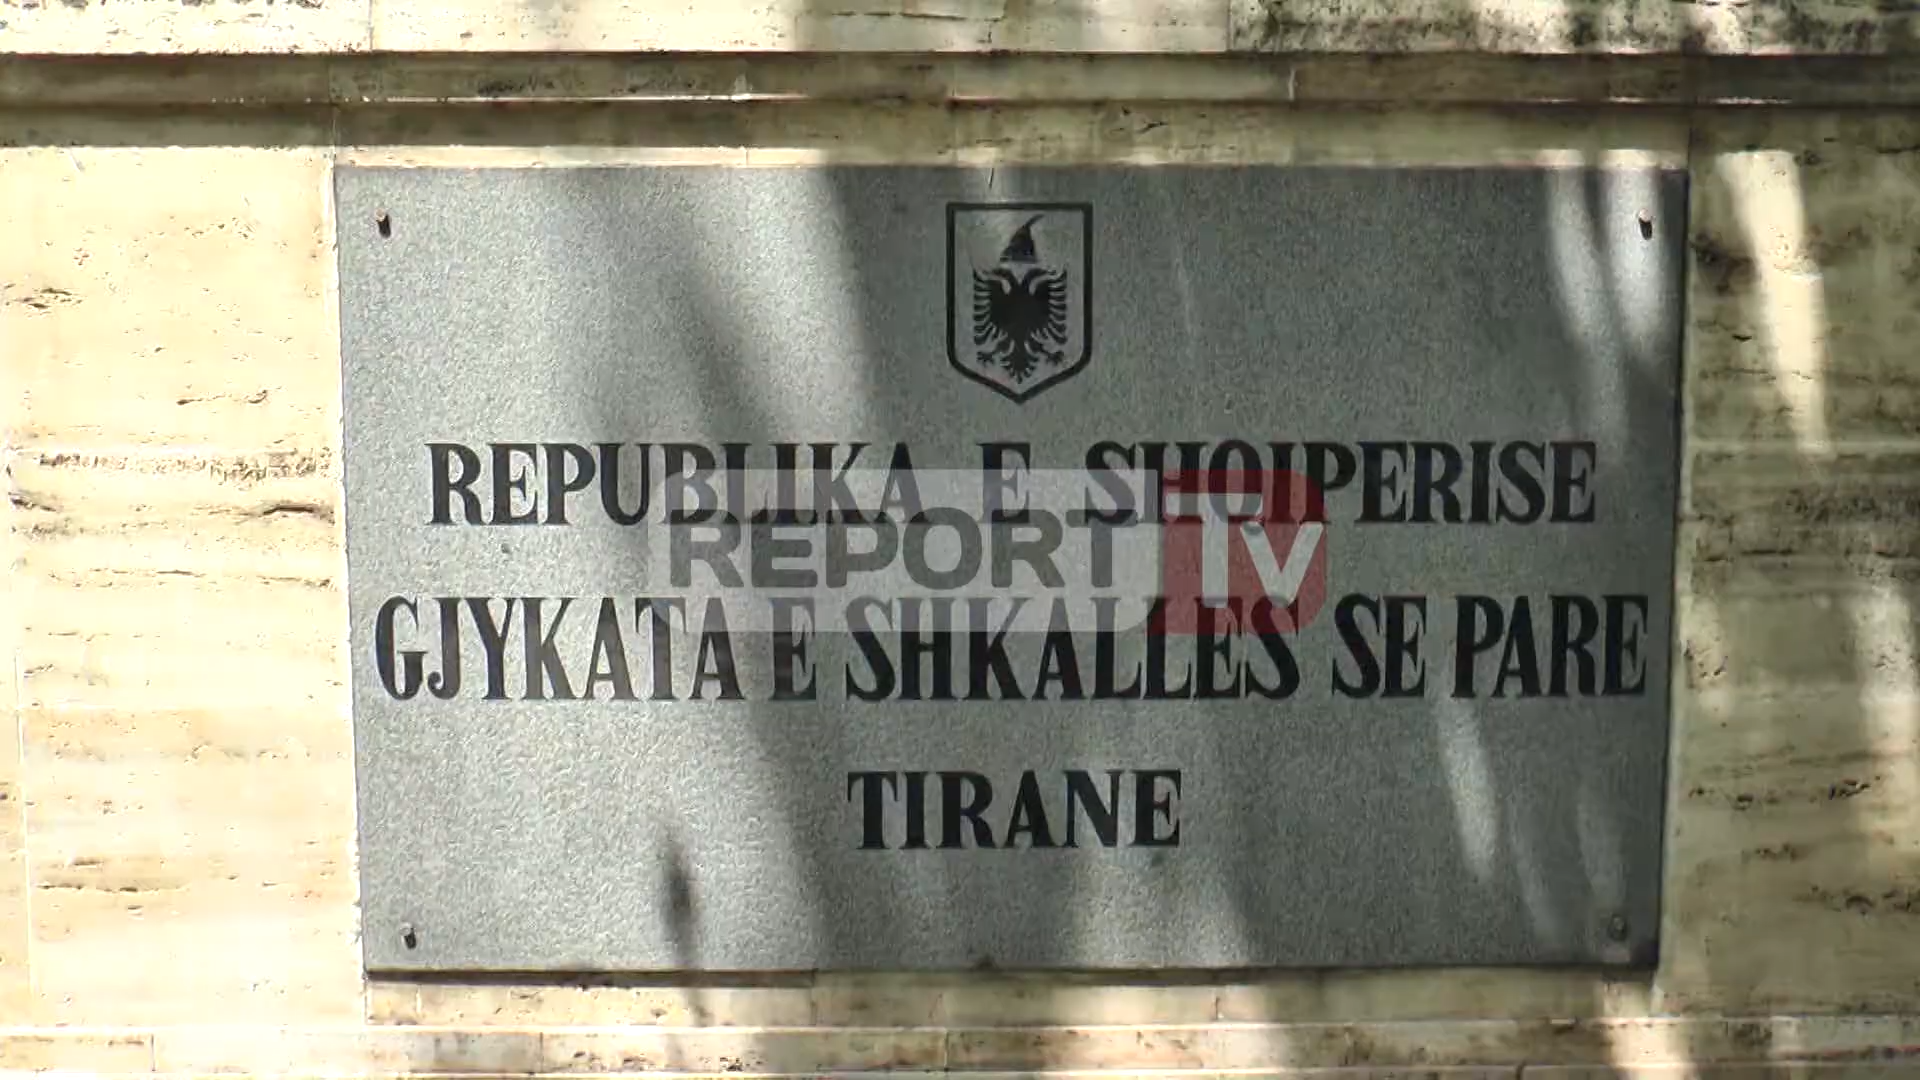 REPUBLIKA E SHQIPERISE
REPORT Tv
GJYKATA E SHKALLES SE PARE
TIRANE